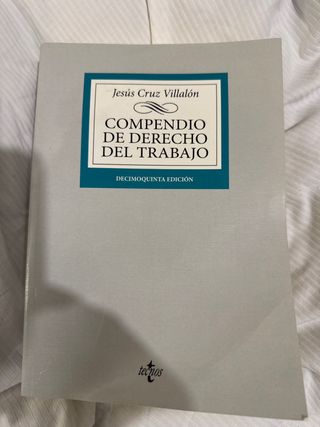 Jesús Cruz Villalón
COMPENDIO
DE DERECHO
DEL TRABAJO
DECIMOQUINTA EDICIÓN
tecnos